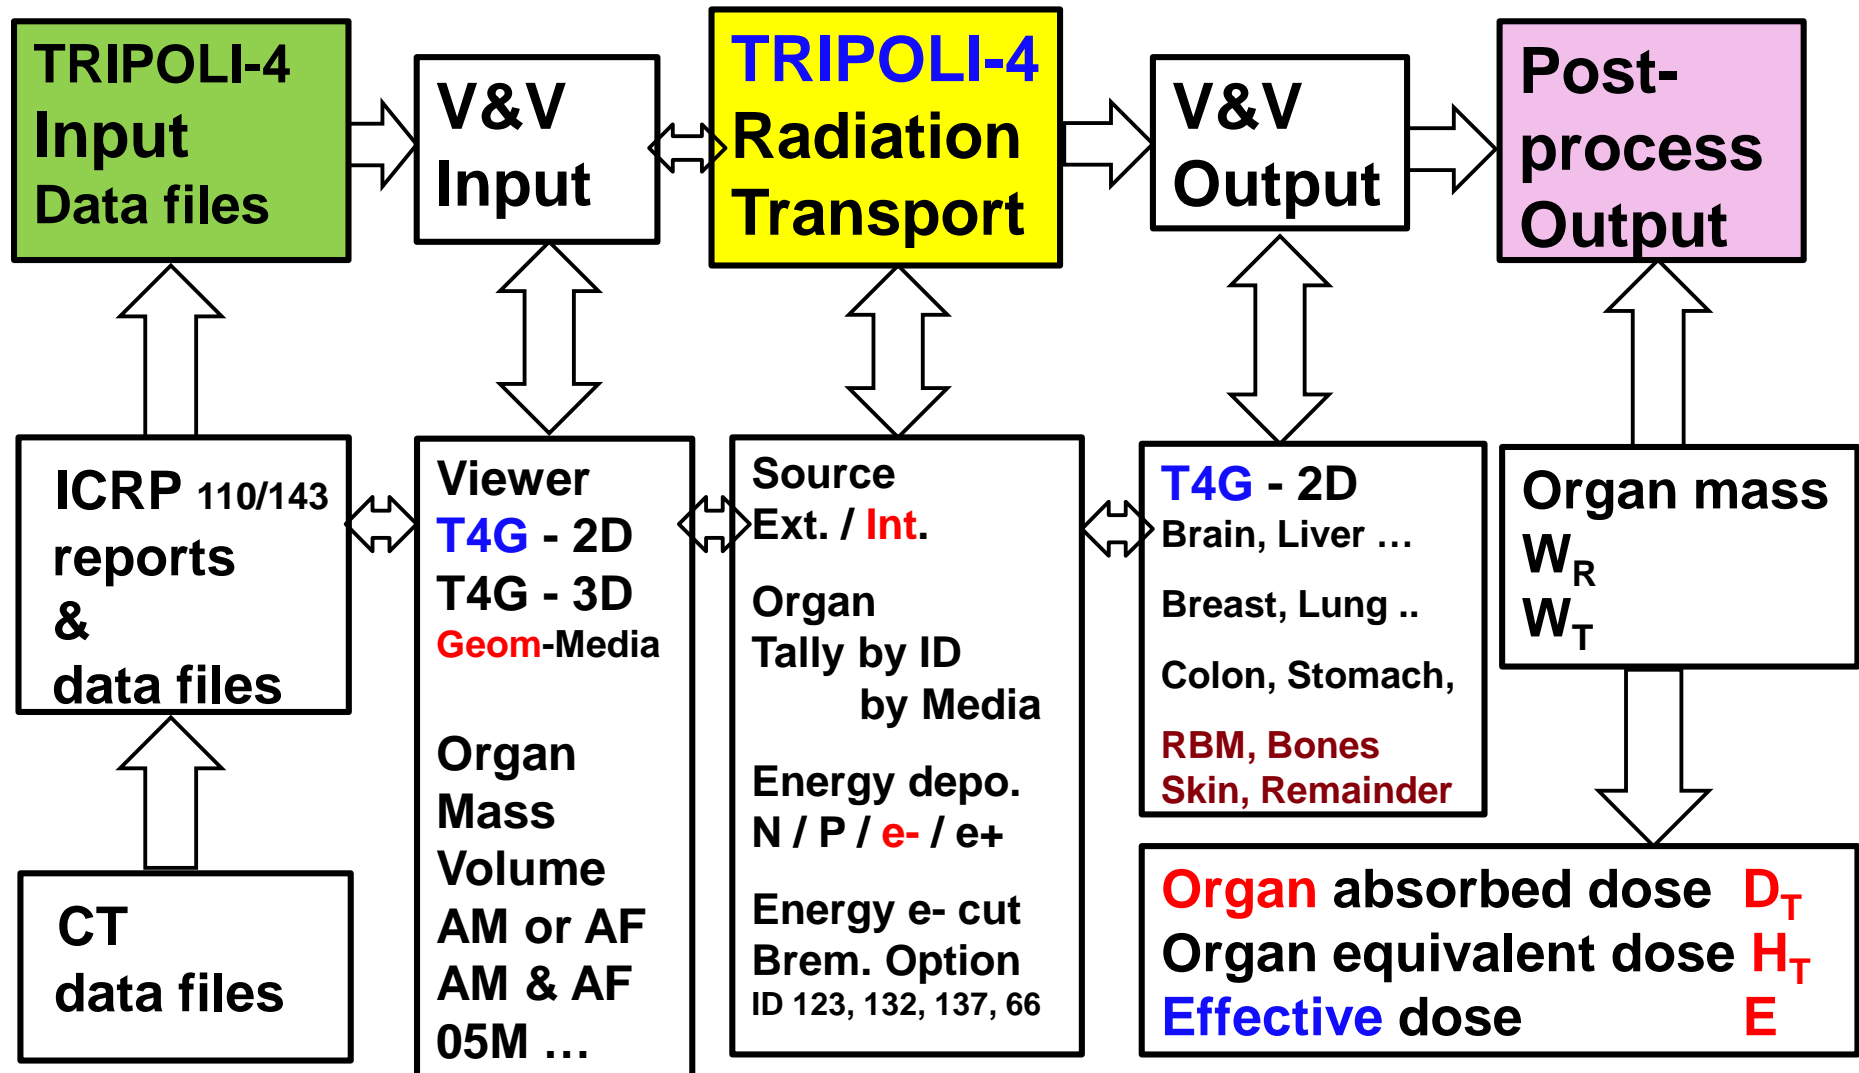 TRIPOLI-4
Input
Data files
V&V
Input
TRIPOLI-4
Radiation
Transport
V&V
Output
Post-
process
Output
ICRP 110/143
reports
&
data files
CT
data files
Viewer
T4G - 2D
T4G - 3D
Geom-Media
Organ
Mass
Volume
AM or AF
AM & AF
05M ...
Source
Ext. / Int.
Organ
Tally by ID
by Media
Energy depo.
N / P / e- / e+
Energy e- cut
Brem. Option
ID 123, 132, 137, 66
T4G - 2D
Brain, Liver ...
Breast, Lung ..
Colon, Stomach,
RBM, Bones
Skin, Remainder
Organ mass
W_R
W_T
Organ absorbed dose D_T
Organ equivalent dose H_T
Effective dose E